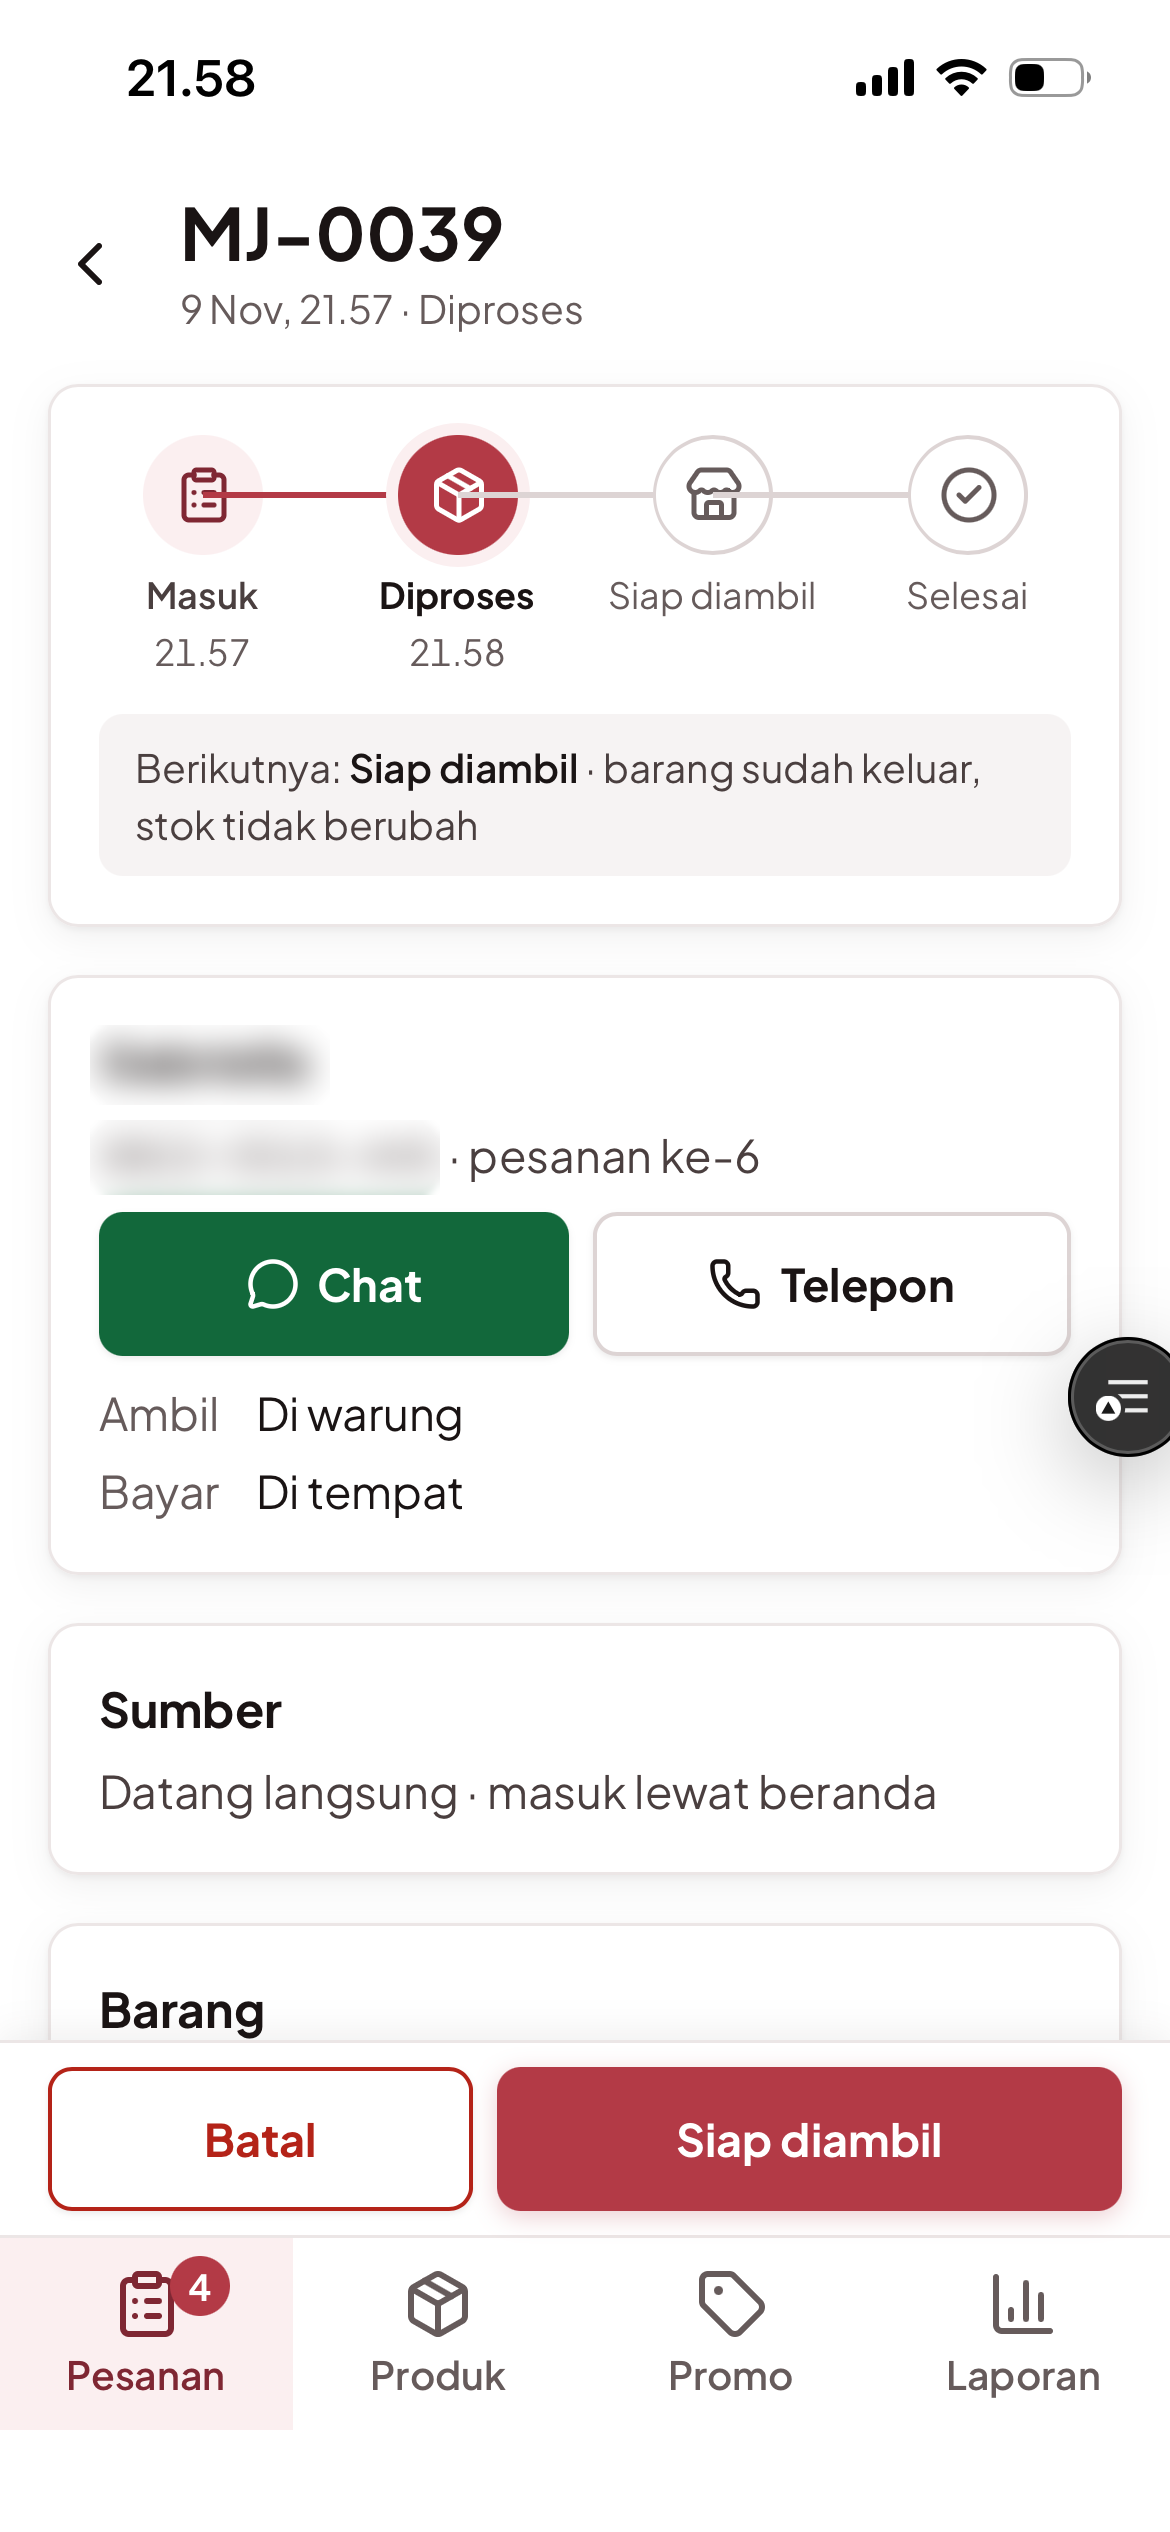 21.58
MJ-0039
9 Nov, 21.57 · Diproses
Masuk
Diproses
Siap diambil
Selesai
21.57
21.58
Berikutnya: Siap diambil · barang sudah keluar,
stok tidak berubah
· pesanan ke-6
Chat
Telepon
Ambil Di warung
Bayar Di tempat
Sumber
Datang langsung · masuk lewat beranda
Barang
Batal
Siap diambil
4
Pesanan
Produk
Promo
Laporan